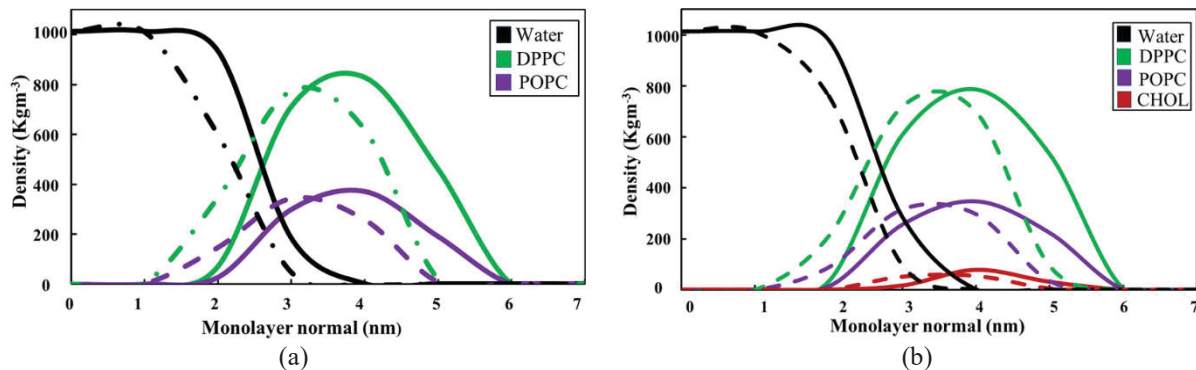 1000
800
600
400
200
0
Density (Kgm-3)
Water
DPPC
POPC
0 1 2 3 4 5 6 7
Monolayer normal (nm)
(a)
1000
800
600
400
200
0
Density (Kgm-3)
Water
DPPC
POPC
CHOL
0 1 2 3 4 5 6 7
Monolayer normal (nm)
(b)